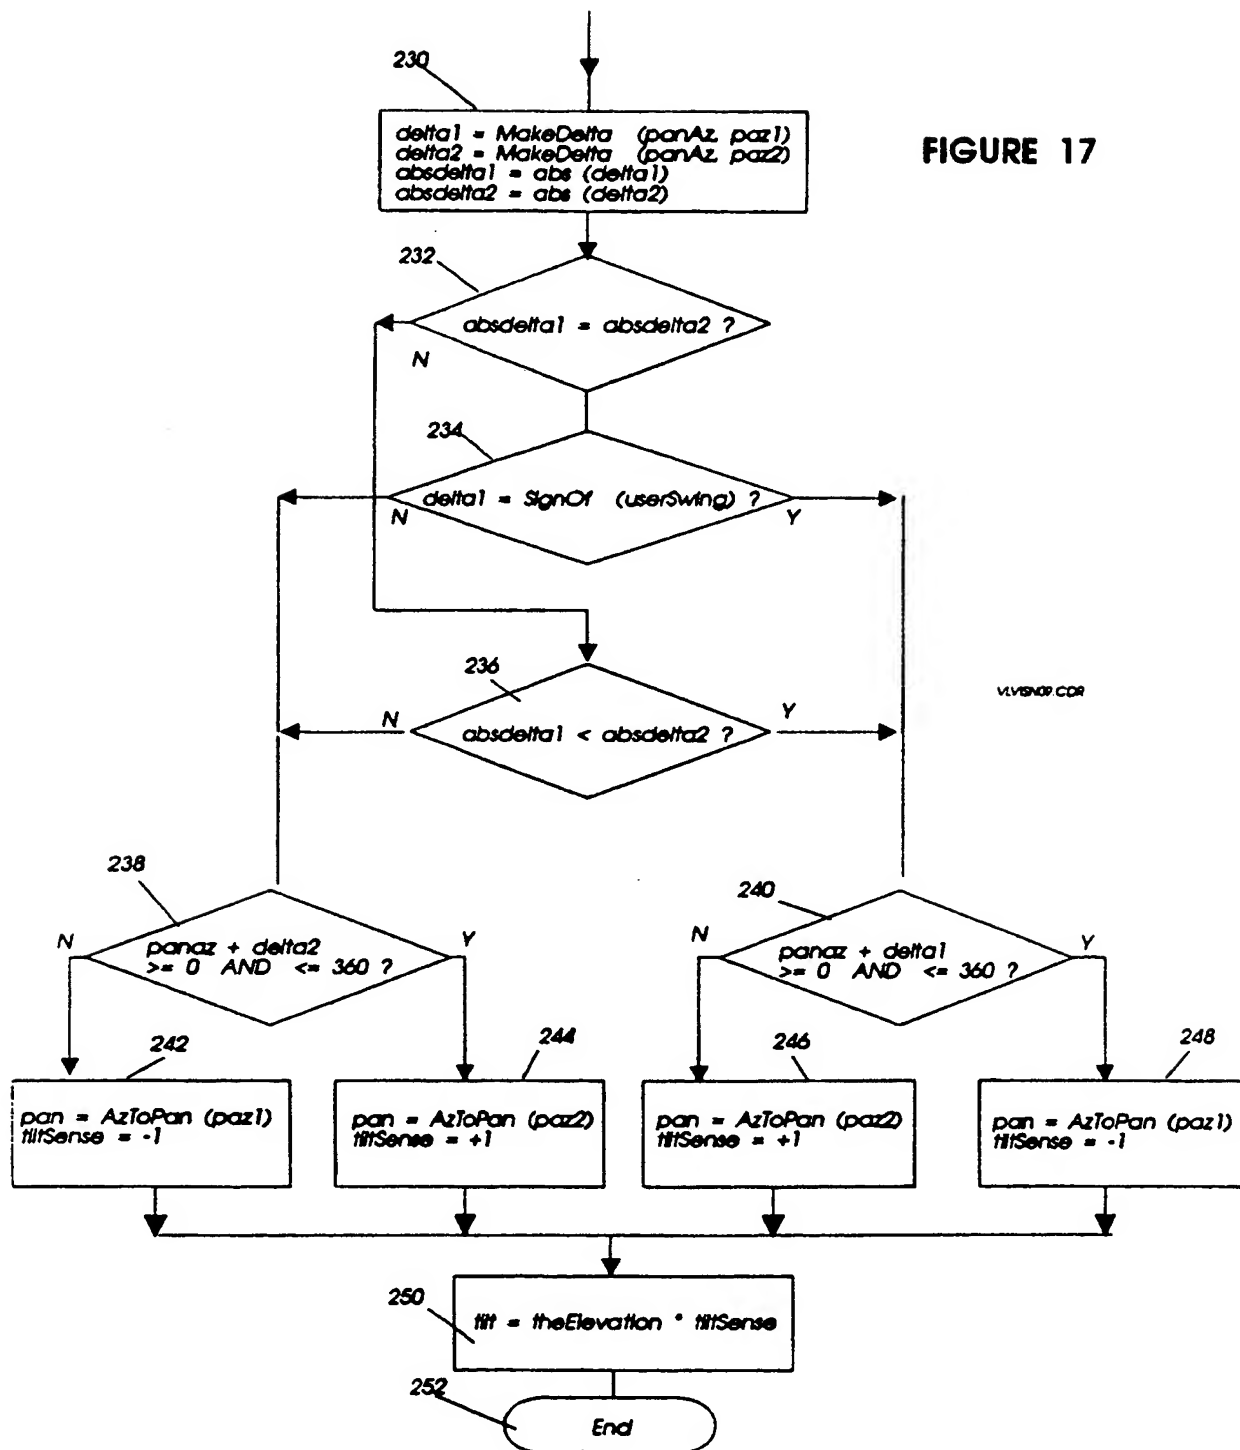 230
delta1 = MakeDelta (panAz, paz1)
delta2 = MakeDelta (panAz, paz2)
absdelta1 = abs (delta1)
absdelta2 = abs (delta2)
FIGURE 17
232
absdelta1 = absdelta2 ?
N
234
delta1 = SignOf (userSwing) ?
N
Y
236
absdelta1 < absdelta2 ?
N
Y
VLVISN09.CDR
238
panaz + delta2
>= 0 AND <= 360 ?
N
Y
240
panaz + delta1
>= 0 AND <= 360 ?
N
Y
242
pan = AzToPan (paz1)
tiltSense = -1
244
pan = AzToPan (paz2)
tiltSense = +1
246
pan = AzToPan (paz2)
tiltSense = +1
248
pan = AzToPan (paz1)
tiltSense = -1
250
tilt = theElevation * tiltSense
252
End